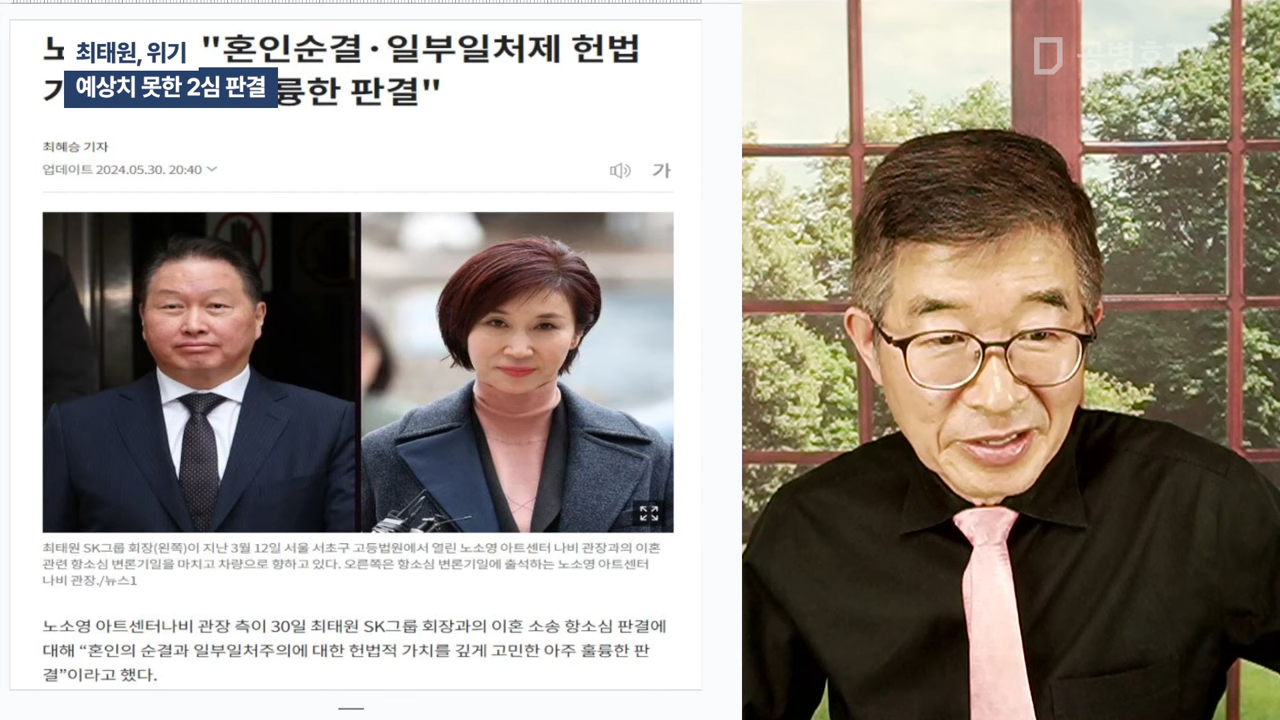 노 "혼인순결·일부일처제 헌법
최태원, 위기
예상치 못한 2심 판결
륭한 판결"
최혜승 기자
업데이트 2024.05.30. 20:40
가
최태원 SK그룹 회장(왼쪽)이 지난 3월 12일 서울 서초구 고등법원에서 열린 노소영 아트센터 나비 관장과의 이혼
관련 항소심 변론기일을 마치고 차량으로 향하고 있다. 오른쪽은 항소심 변론기일에 출석하는 노소영 아트센터
나비 관장./뉴스1
노소영 아트센터나비 관장 측이 30일 최태원 SK그룹 회장과의 이혼 소송 항소심 판결에
대해 “혼인의 순결과 일부일처주의에 대한 헌법적 가치를 깊게 고민한 아주 훌륭한 판
결”이라고 했다.
공병호